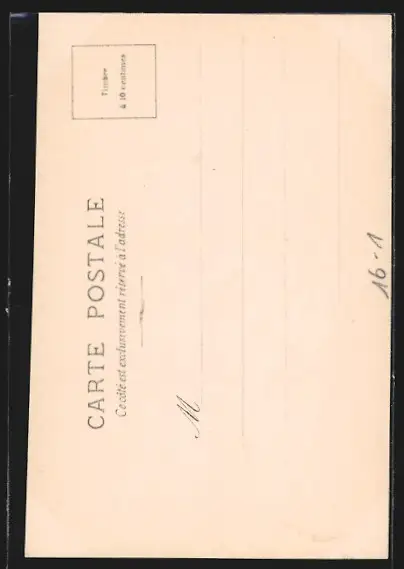 CARTE POSTALE
Ce côté est exclusivement réservé à l'adresse
Timbre
à 10 centimes
M
16-1